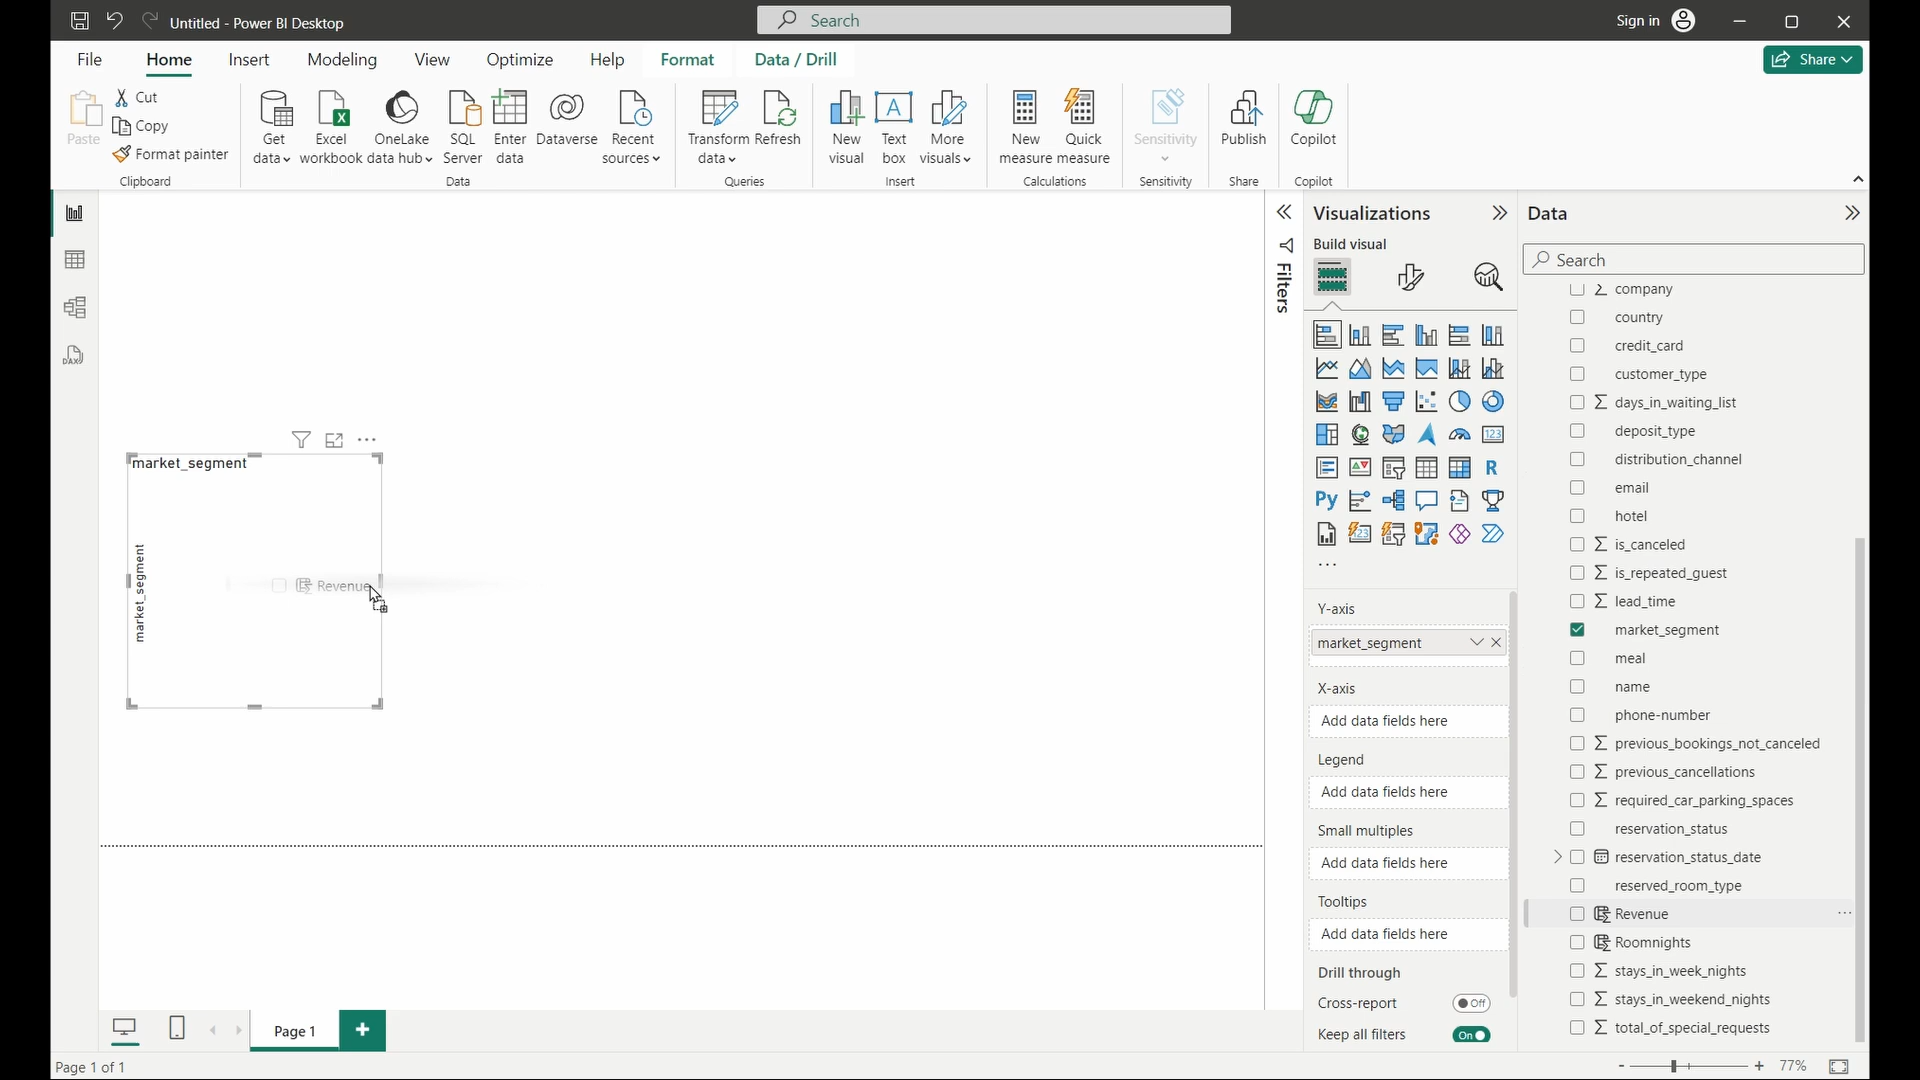 Untitled - Power BI Desktop
Search
Sign in
File
Home
Insert
Modeling
View
Optimize
Help
Format
Data / Drill
Share
Paste
Cut
Copy
Format painter
Clipboard
Get data
Excel workbook
OneLake data hub
SQL Server
Enter data
Dataverse
Recent sources
Data
Transform data
Refresh
Queries
New visual
A
Text box
More visuals
Insert
New measure
Quick measure
Calculations
Sensitivity
Sensitivity
Publish
Share
Copilot
Copilot
DAX
market_segment
market_segment
Revenue
Filters
Visualizations
Build visual
123
R
Py
123
...
Y-axis
market_segment
X-axis
Add data fields here
Legend
Add data fields here
Small multiples
Add data fields here
Tooltips
Add data fields here
Drill through
Cross-report
Off
Keep all filters
On
Data
Search
Σ company
country
credit_card
customer_type
Σ days_in_waiting_list
deposit_type
distribution_channel
email
hotel
Σ is_canceled
Σ is_repeated_guest
Σ lead_time
market_segment
meal
name
phone-number
Σ previous_bookings_not_canceled
Σ previous_cancellations
Σ required_car_parking_spaces
reservation_status
reservation_status_date
reserved_room_type
Revenue
Roomnights
Σ stays_in_week_nights
Σ stays_in_weekend_nights
Σ total_of_special_requests
Page 1
Page 1 of 1
- + 77%